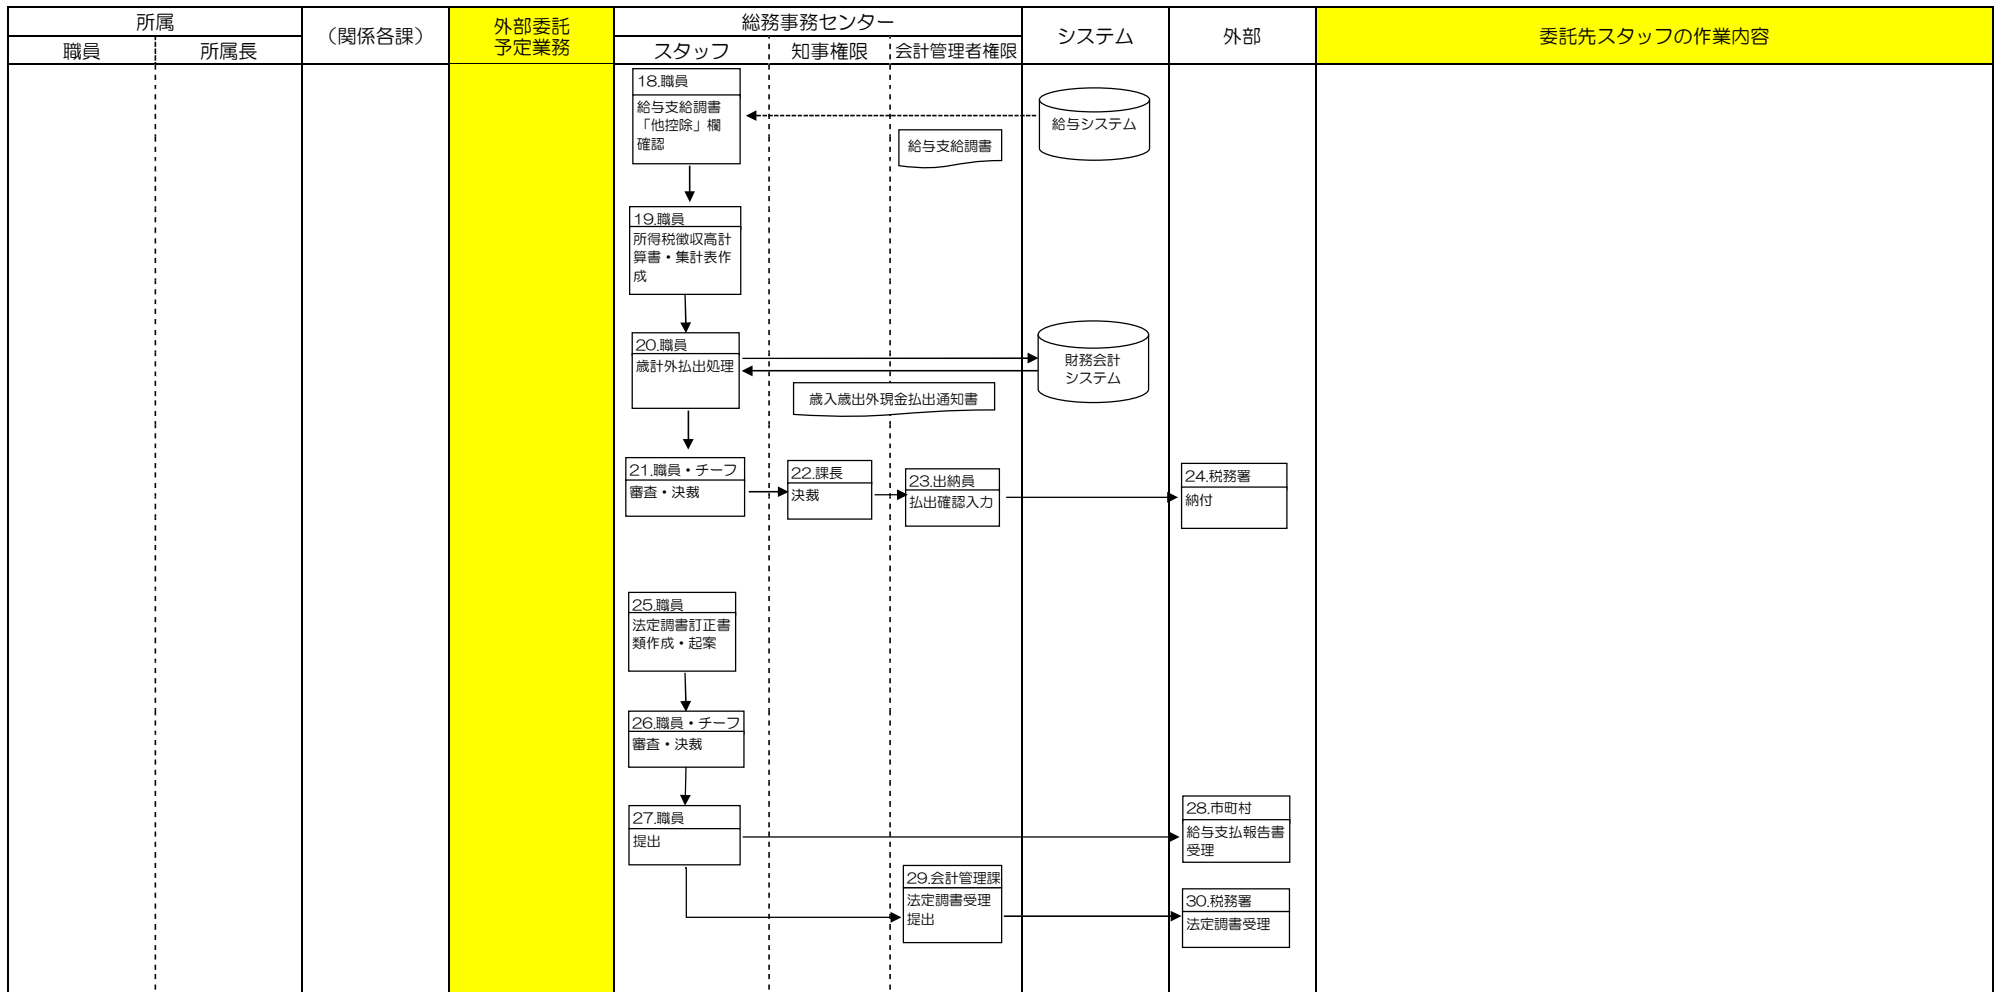 所属
職員
所属長
（関係各課）
外部委託
予定業務
総務事務センター
スタッフ
知事権限
会計管理者権限
システム
外部
委託先スタッフの作業内容
18.職員
給与支給調書
「他控除」欄
確認
給与システム
給与支給調書
19.職員
所得税徴収高計
算書・集計表作
成
20.職員
歳計外払出処理
財務会計
システム
歳入歳出外現金払出通知書
21.職員・チーフ
審査・決裁
22.課長
決裁
23.出納員
払出確認入力
24.税務署
納付
25.職員
法定調書訂正書
類作成・起案
26.職員・チーフ
審査・決裁
27.職員
提出
28.市町村
給与支払報告書
受理
29.会計管理課
法定調書受理
提出
30.税務署
法定調書受理